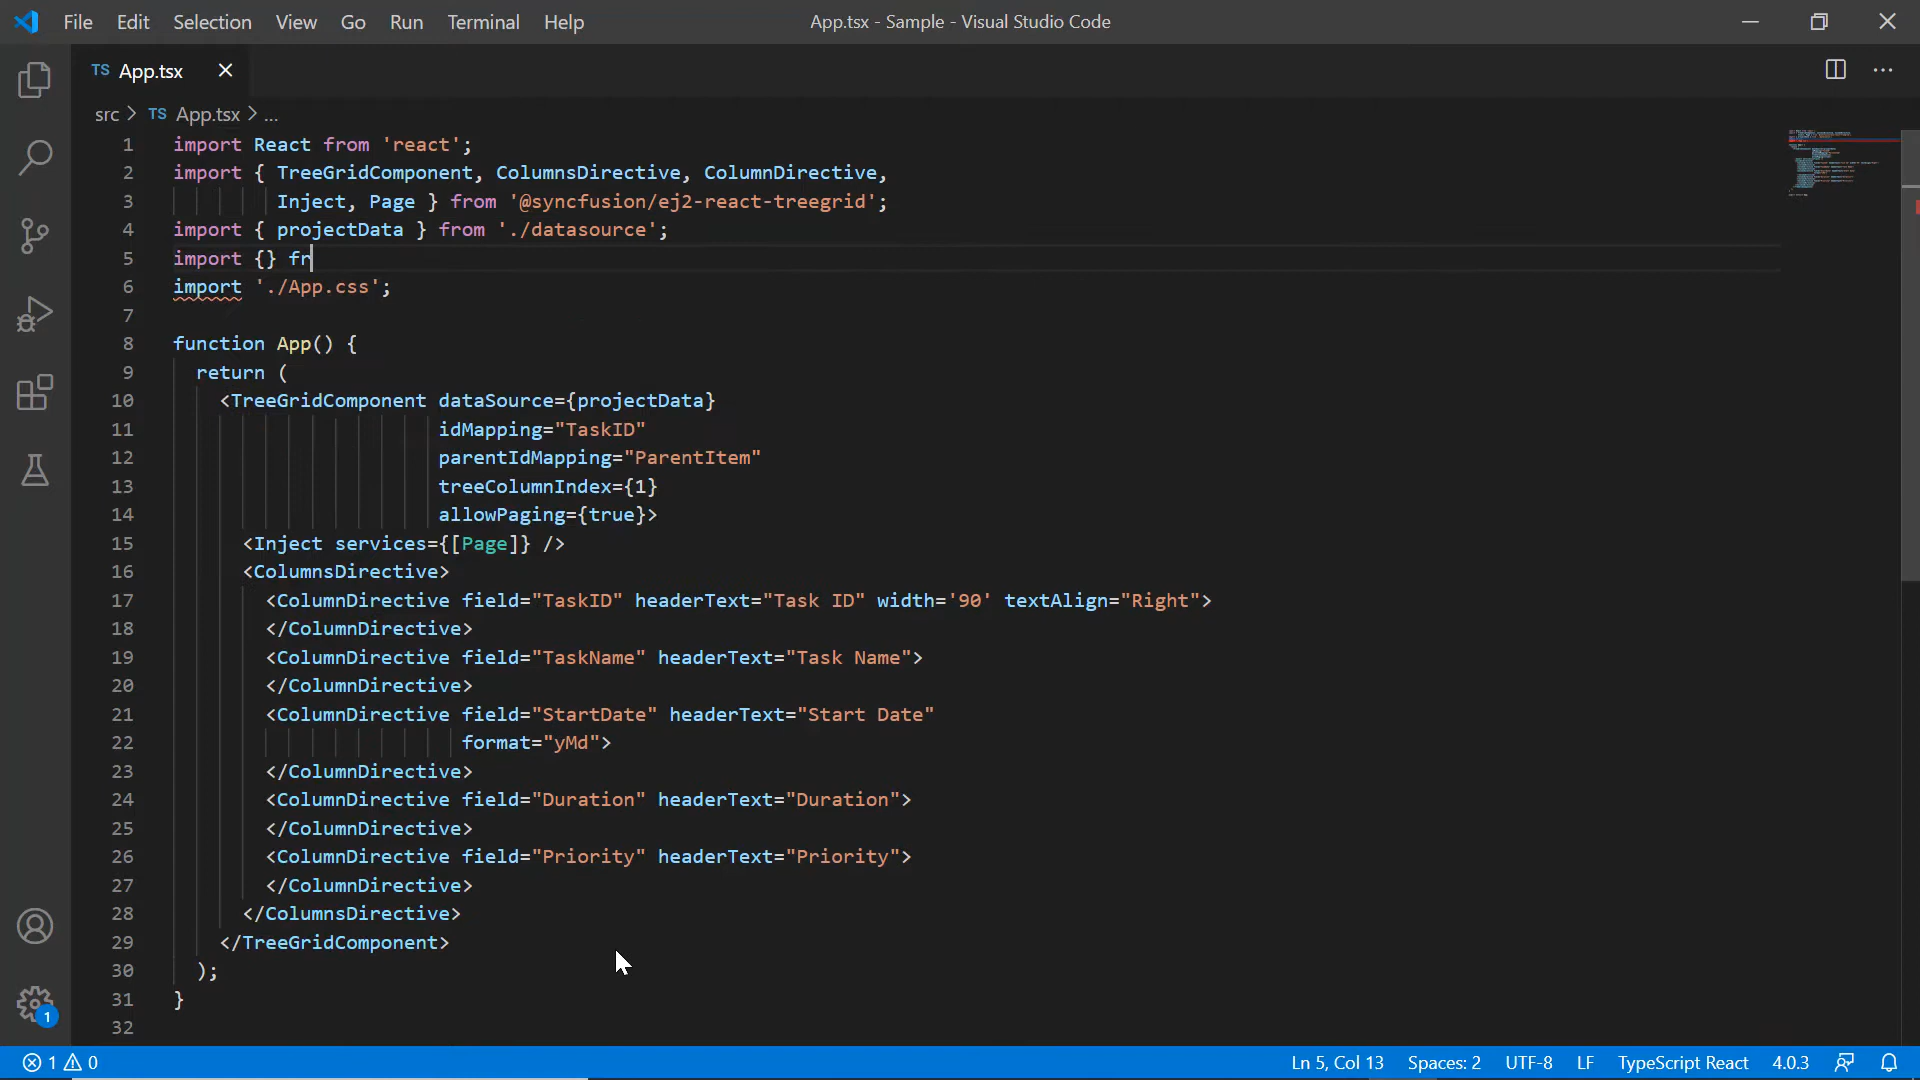 File Edit Selection View Go Run Terminal Help App.tsx - Sample - Visual Studio Code
TS App.tsx
src > TS App.tsx > ...
1 import React from 'react';
2 import { TreeGridComponent, ColumnsDirective, ColumnDirective,
3 Inject, Page } from '@syncfusion/ej2-react-treegrid';
4 import { projectData } from './datasource';
5 import {} fr
6 import './App.css';
7
8 function App() {
9 return (
10 <TreeGridComponent dataSource={projectData}
11 idMapping="TaskID"
12 parentIdMapping="ParentItem"
13 treeColumnIndex={1}
14 allowPaging={true}>
15 <Inject services={[Page]} />
16 <ColumnsDirective>
17 <ColumnDirective field="TaskID" headerText="Task ID" width='90' textAlign="Right">
18 </ColumnDirective>
19 <ColumnDirective field="TaskName" headerText="Task Name">
20 </ColumnDirective>
21 <ColumnDirective field="StartDate" headerText="Start Date"
22 format="yMd">
23 </ColumnDirective>
24 <ColumnDirective field="Duration" headerText="Duration">
25 </ColumnDirective>
26 <ColumnDirective field="Priority" headerText="Priority">
27 </ColumnDirective>
28 </ColumnsDirective>
29 </TreeGridComponent>
30 );
31 }
32
1
1 0 Ln 5, Col 13 Spaces: 2 UTF-8 LF TypeScript React 4.0.3